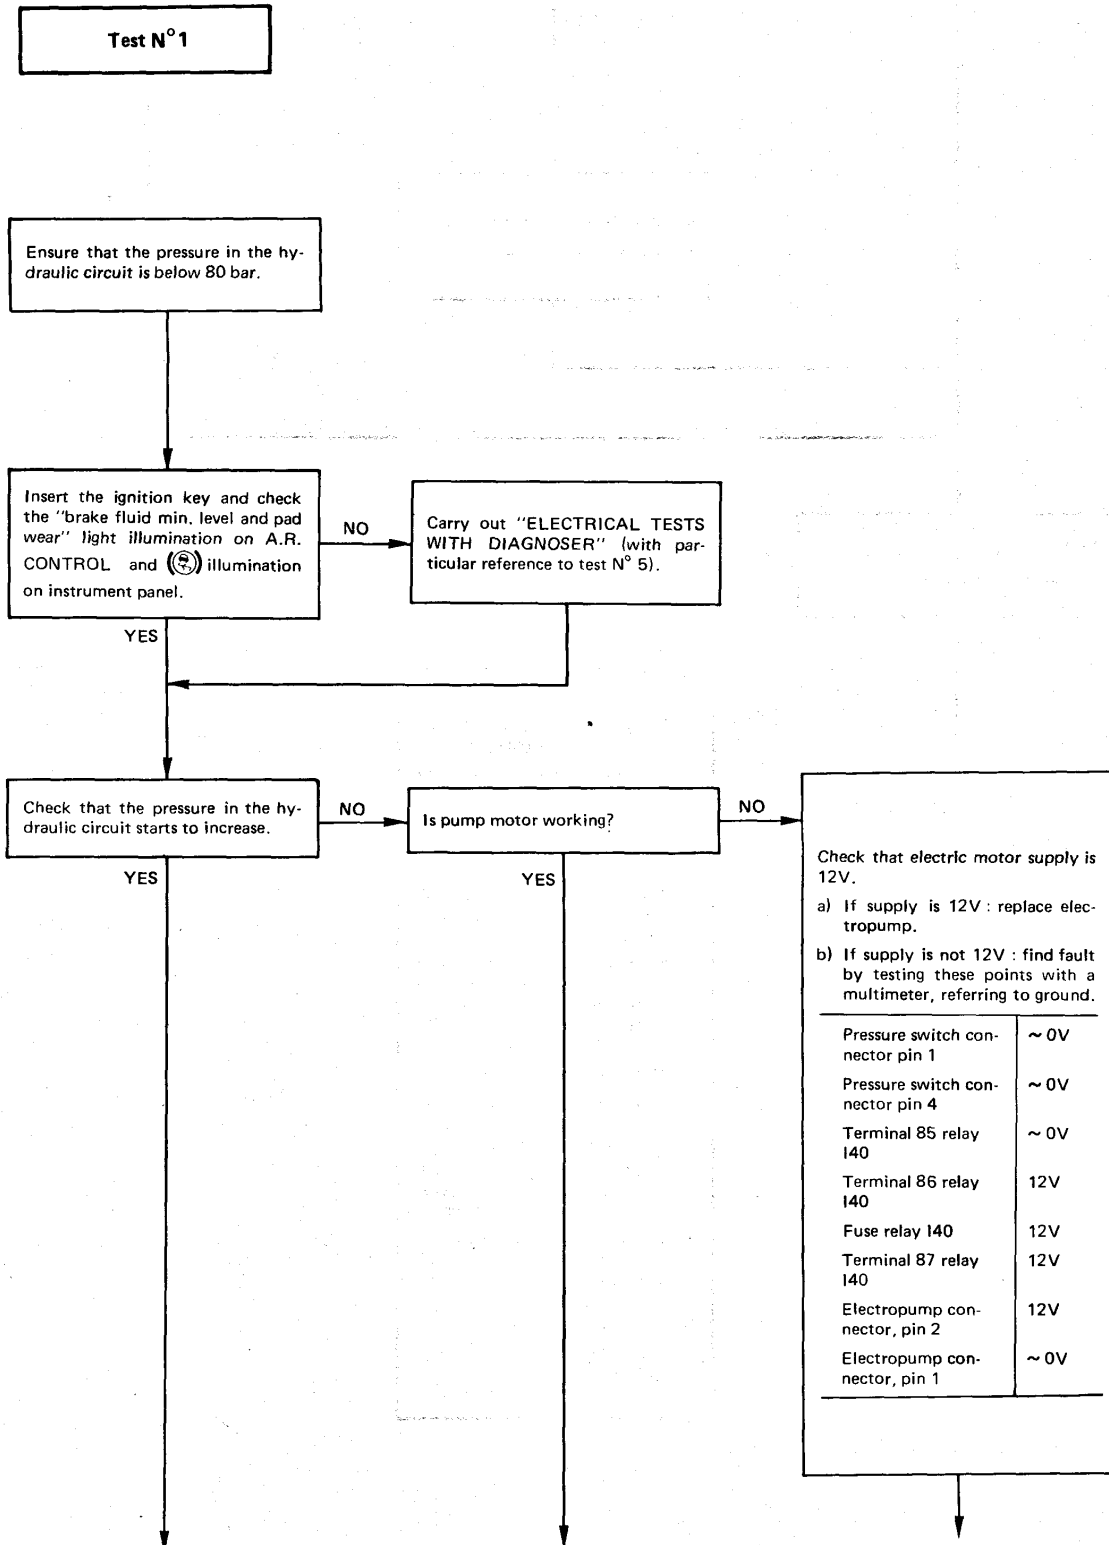 Test N° 1
Ensure that the pressure in the hy-
draulic circuit is below 80 bar.
Insert the ignition key and check
the "brake fluid min. level and pad
wear" light illumination on A.R.
CONTROL and ( ) illumination
on instrument panel.
NO
Carry out "ELECTRICAL TESTS
WITH DIAGNOSER" (with par-
ticular reference to test N° 5).
YES
Check that the pressure in the hy-
draulic circuit starts to increase.
NO
Is pump motor working?
NO
YES
YES
Check that electric motor supply is
12V.
a) If supply is 12V : replace elec-
tropump.
b) If supply is not 12V : find fault
by testing these points with a
multimeter, referring to ground.
Pressure switch con- ~ 0V
nector pin 1
Pressure switch con- ~ 0V
nector pin 4
Terminal 85 relay ~ 0V
I40
Terminal 86 relay 12V
I40
Fuse relay I40 12V
Terminal 87 relay 12V
I40
Electropump con- 12V
nector, pin 2
Electropump con- ~ 0V
nector, pin 1